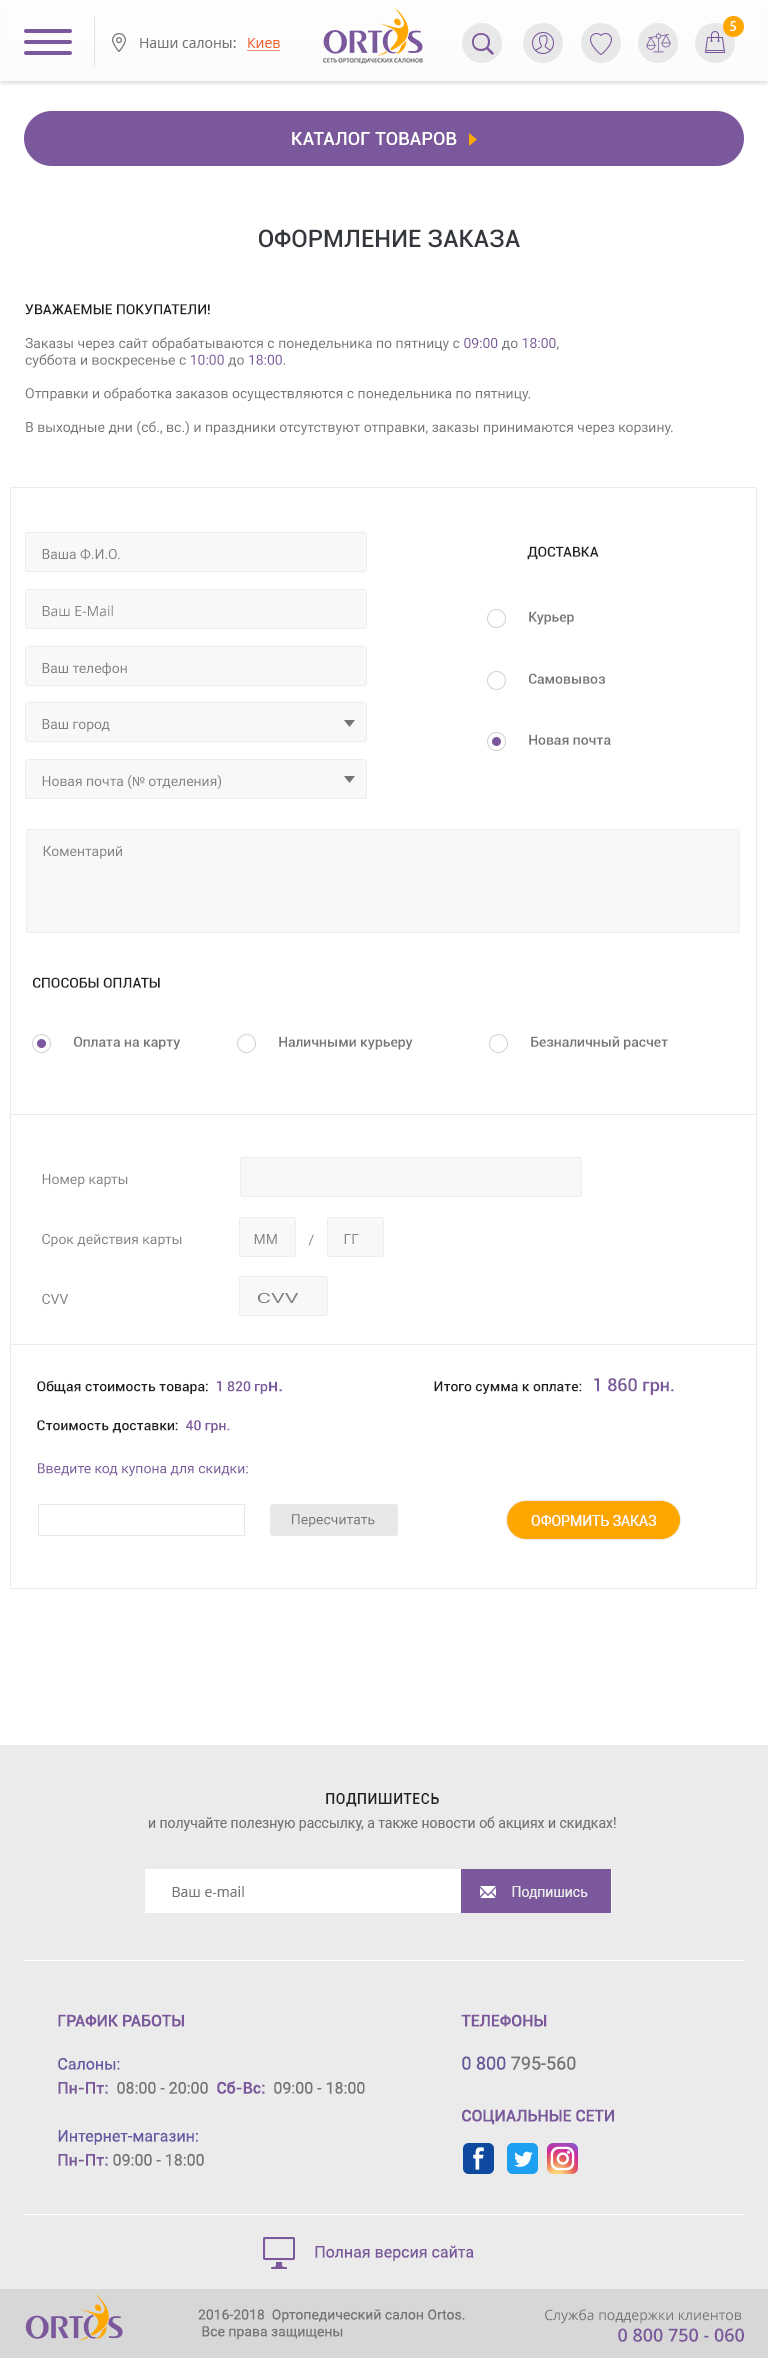 Наши салоны: Киев
ORTOS
СЕТЬ ОРТОПЕДИЧЕСКИХ САЛОНОВ
5
КАТАЛОГ ТОВАРОВ
ОФОРМЛЕНИЕ ЗАКАЗА
УВАЖАЕМЫЕ ПОКУПАТЕЛИ!
Заказы через сайт обрабатываются с понедельника по пятницу с 09:00 до 18:00,
суббота и воскресенье с 10:00 до 18:00.
Отправки и обработка заказов осуществляются с понедельника по пятницу.
В выходные дни (сб., вс.) и праздники отсутствуют отправки, заказы принимаются через корзину.
Ваша Ф.И.О.
Ваш E-Mail
Ваш телефон
Ваш город
Новая почта (№ отделения)
ДОСТАВКА
Курьер
Самовывоз
Новая почта
Коментарий
СПОСОБЫ ОПЛАТЫ
Оплата на карту Наличными курьеру Безналичный расчет
Номер карты
Срок действия карты ММ / ГГ
CVV CVV
Общая стоимость товара: 1 820 грн. Итого сумма к оплате: 1 860 грн.
Стоимость доставки: 40 грн.
Введите код купона для скидки:
Пересчитать ОФОРМИТЬ ЗАКАЗ
ПОДПИШИТЕСЬ
и получайте полезную рассылку, а также новости об акциях и скидках!
Ваш e-mail Подпишись
ГРАФИК РАБОТЫ
Салоны:
Пн-Пт: 08:00 - 20:00 Сб-Вс: 09:00 - 18:00
Интернет-магазин:
Пн-Пт: 09:00 - 18:00
ТЕЛЕФОНЫ
0 800 795-560
СОЦИАЛЬНЫЕ СЕТИ
Полная версия сайта
ORTOS
2016-2018 Ортопедический салон Ortos.
Все права защищены
Служба поддержки клиентов
0 800 750 - 060